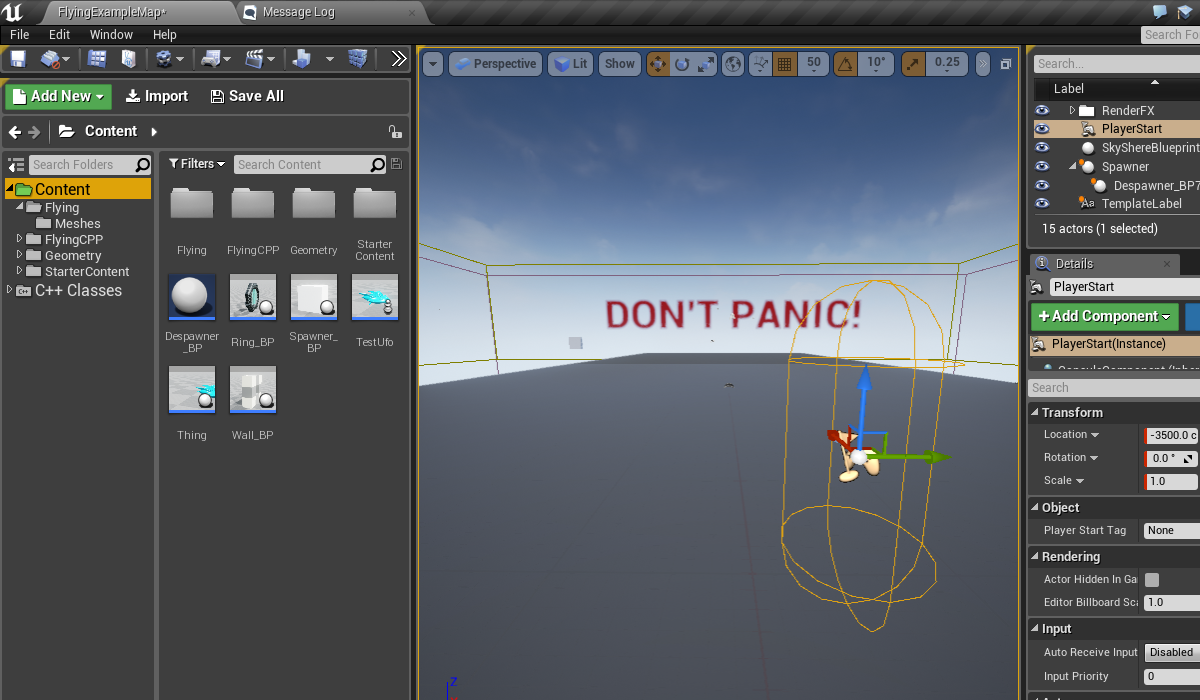 FlyingExampleMap*
Message Log
File Edit Window Help
Search Fo
Add New
Import
Save All
Content
Search Folders
Content
Flying
Meshes
FlyingCPP
Geometry
StarterContent
C++ Classes
Filters
Search Content
Flying
FlyingCPP
Geometry
Starter
Content
Despawner
_BP
Ring_BP
Spawner_
BP
TestUfo
Thing
Wall_BP
Perspective
Lit
Show
50
10°
0.25
DON'T PANIC!
Z
Search...
Label
RenderFX
PlayerStart
SkyShereBlueprint
Spawner
Despawner_BP7
TemplateLabel
15 actors (1 selected)
Details
PlayerStart
+ Add Component
PlayerStart(Instance)
Search
Transform
Location -3500.0 c
Rotation 0.0 °
Scale 1.0
Object
Player Start Tag None
Rendering
Actor Hidden In Ga
Editor Billboard Sca 1.0
Input
Auto Receive Input Disabled
Input Priority 0